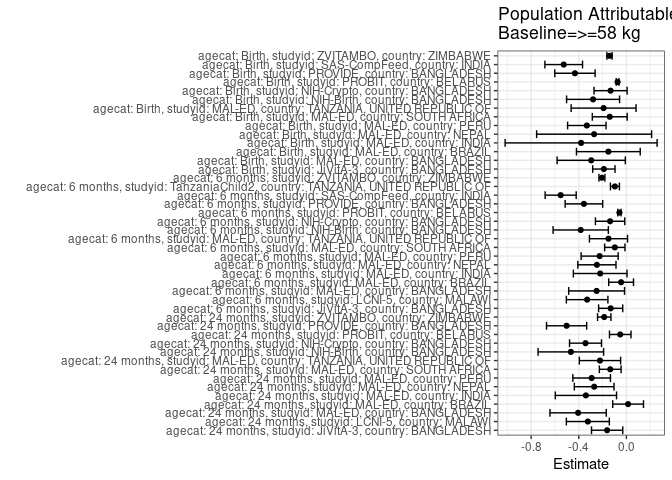 Population Attributable
Baseline=>=58 kg
agecat: Birth, studyid: ZVITAMBO, country: ZIMBABWE
agecat: Birth, studyid: SAS-CompFeed, country: INDIA
agecat: Birth, studyid: PROVIDE, country: BANGLADESH
agecat: Birth, studyid: PROBIT, country: BELARUS
agecat: Birth, studyid: NIH-Crypto, country: BANGLADESH
agecat: Birth, studyid: NIH-Birth, country: BANGLADESH
agecat: Birth, studyid: MAL-ED, country: TANZANIA, UNITED REPUBLIC OF
agecat: Birth, studyid: MAL-ED, country: SOUTH AFRICA
agecat: Birth, studyid: MAL-ED, country: PERU
agecat: Birth, studyid: MAL-ED, country: NEPAL
agecat: Birth, studyid: MAL-ED, country: INDIA
agecat: Birth, studyid: MAL-ED, country: BRAZIL
agecat: Birth, studyid: MAL-ED, country: BANGLADESH
agecat: Birth, studyid: JiVitA-3, country: BANGLADESH
agecat: 6 months, studyid: ZVITAMBO, country: ZIMBABWE
agecat: 6 months, studyid: TanzaniaChild2, country: TANZANIA, UNITED REPUBLIC OF
agecat: 6 months, studyid: SAS-CompFeed, country: INDIA
agecat: 6 months, studyid: PROVIDE, country: BANGLADESH
agecat: 6 months, studyid: PROBIT, country: BELARUS
agecat: 6 months, studyid: NIH-Crypto, country: BANGLADESH
agecat: 6 months, studyid: NIH-Birth, country: BANGLADESH
agecat: 6 months, studyid: MAL-ED, country: TANZANIA, UNITED REPUBLIC OF
agecat: 6 months, studyid: MAL-ED, country: SOUTH AFRICA
agecat: 6 months, studyid: MAL-ED, country: PERU
agecat: 6 months, studyid: MAL-ED, country: NEPAL
agecat: 6 months, studyid: MAL-ED, country: INDIA
agecat: 6 months, studyid: MAL-ED, country: BRAZIL
agecat: 6 months, studyid: MAL-ED, country: BANGLADESH
agecat: 6 months, studyid: LCNI-5, country: MALAWI
agecat: 6 months, studyid: JiVitA-3, country: BANGLADESH
agecat: 24 months, studyid: ZVITAMBO, country: ZIMBABWE
agecat: 24 months, studyid: PROVIDE, country: BANGLADESH
agecat: 24 months, studyid: PROBIT, country: BELARUS
agecat: 24 months, studyid: NIH-Crypto, country: BANGLADESH
agecat: 24 months, studyid: NIH-Birth, country: BANGLADESH
agecat: 24 months, studyid: MAL-ED, country: TANZANIA, UNITED REPUBLIC OF
agecat: 24 months, studyid: MAL-ED, country: SOUTH AFRICA
agecat: 24 months, studyid: MAL-ED, country: PERU
agecat: 24 months, studyid: MAL-ED, country: NEPAL
agecat: 24 months, studyid: MAL-ED, country: INDIA
agecat: 24 months, studyid: MAL-ED, country: BRAZIL
agecat: 24 months, studyid: MAL-ED, country: BANGLADESH
agecat: 24 months, studyid: LCNI-5, country: MALAWI
agecat: 24 months, studyid: JiVitA-3, country: BANGLADESH
-0.8 -0.4 0.0
Estimate